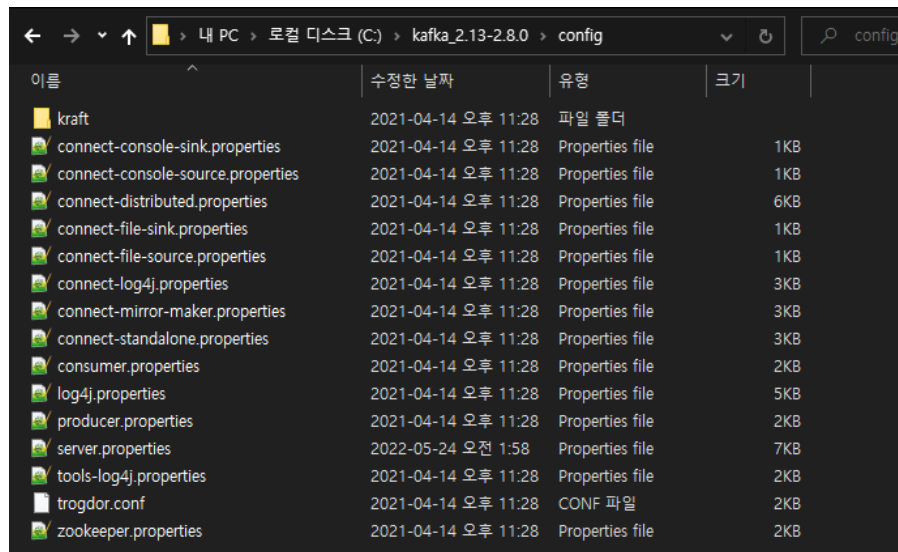 내 PC > 로컬 디스크 (C:) > kafka_2.13-2.8.0 > config
config
이름 수정한 날짜 유형 크기
kraft 2021-04-14 오후 11:28 파일 폴더
connect-console-sink.properties 2021-04-14 오후 11:28 Properties file 1KB
connect-console-source.properties 2021-04-14 오후 11:28 Properties file 1KB
connect-distributed.properties 2021-04-14 오후 11:28 Properties file 6KB
connect-file-sink.properties 2021-04-14 오후 11:28 Properties file 1KB
connect-file-source.properties 2021-04-14 오후 11:28 Properties file 1KB
connect-log4j.properties 2021-04-14 오후 11:28 Properties file 3KB
connect-mirror-maker.properties 2021-04-14 오후 11:28 Properties file 3KB
connect-standalone.properties 2021-04-14 오후 11:28 Properties file 3KB
consumer.properties 2021-04-14 오후 11:28 Properties file 2KB
log4j.properties 2021-04-14 오후 11:28 Properties file 5KB
producer.properties 2021-04-14 오후 11:28 Properties file 2KB
server.properties 2022-05-24 오전 1:58 Properties file 7KB
tools-log4j.properties 2021-04-14 오후 11:28 Properties file 2KB
trogdor.conf 2021-04-14 오후 11:28 CONF 파일 2KB
zookeeper.properties 2021-04-14 오후 11:28 Properties file 2KB